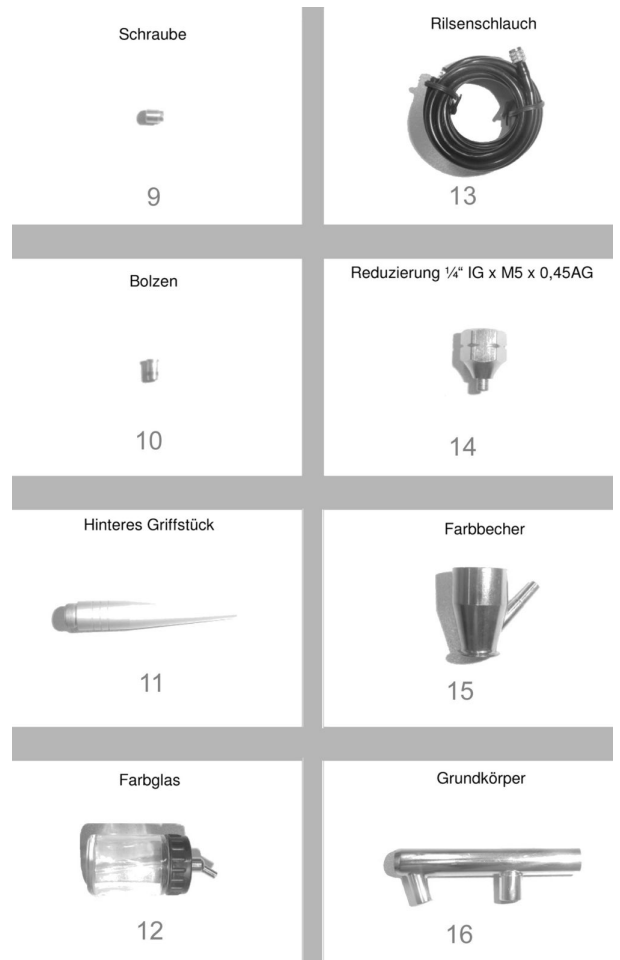 Schraube
9
Rilsenschlauch
13
Bolzen
10
Reduzierung ¼“ IG x M5 x 0,45AG
14
Hinteres Griffstück
11
Farbbecher
15
Farbglas
12
Grundkörper
16